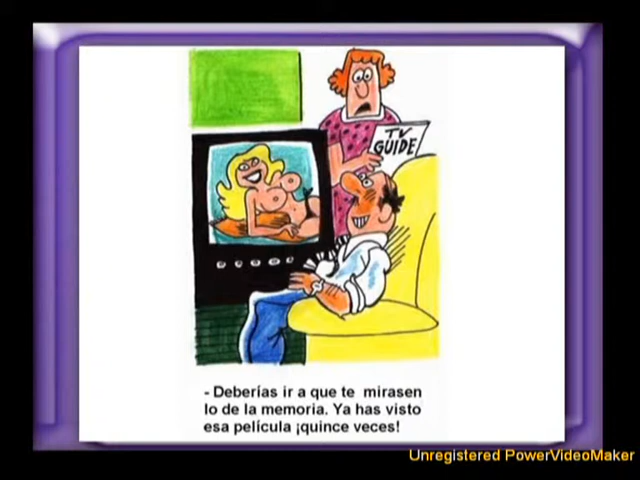 TV
GUIDE
- Deberías ir a que te mirasen
lo de la memoria. Ya has visto
esa película ¡quince veces!
Unregistered PowerVideoMaker